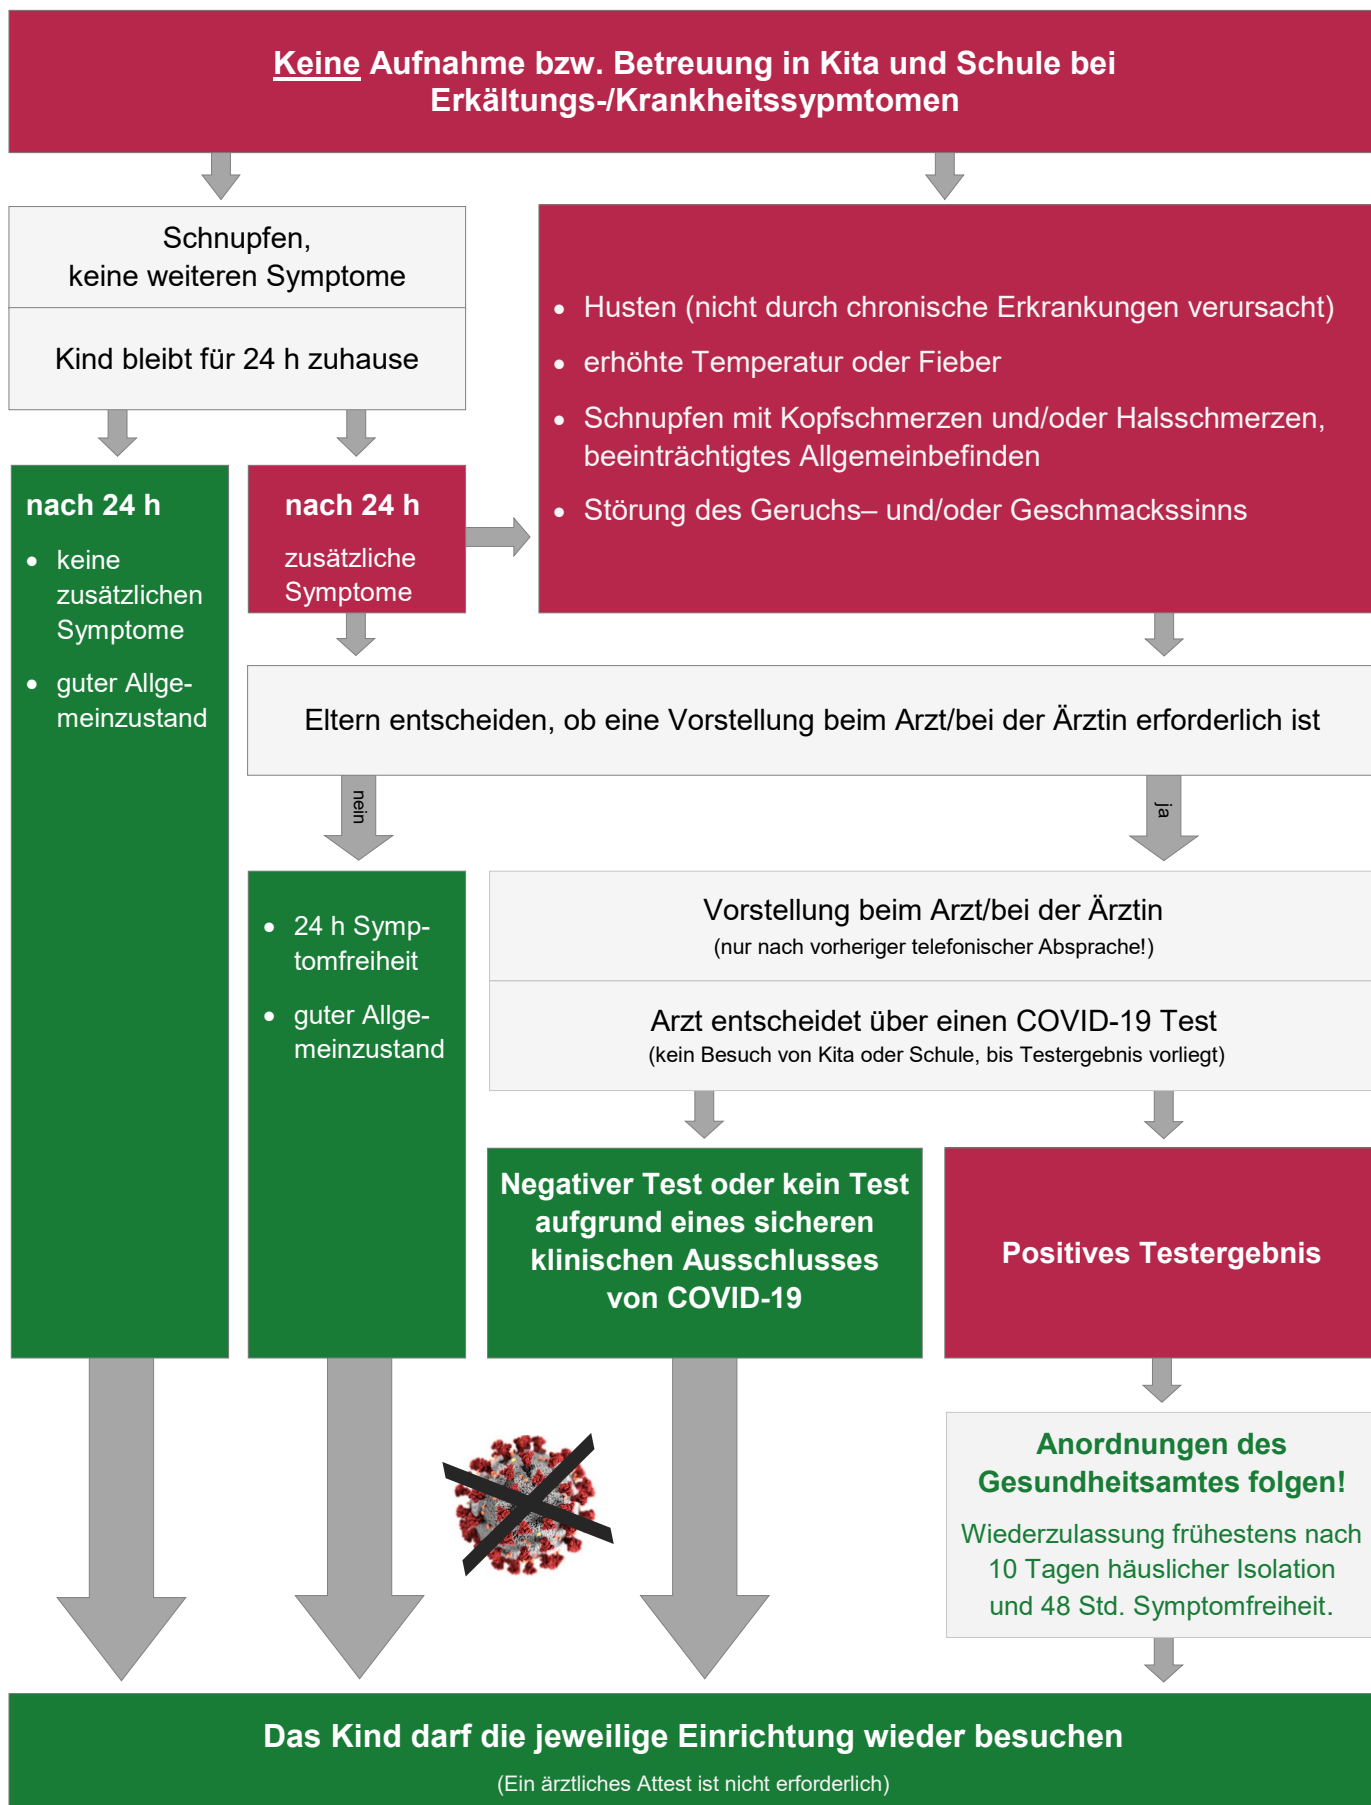 Keine Aufnahme bzw. Betreuung in Kita und Schule bei
Erkältungs-/Krankheitssypmtomen
Schnupfen,
keine weiteren Symptome
Kind bleibt für 24 h zuhause
• Husten (nicht durch chronische Erkrankungen verursacht)
• erhöhte Temperatur oder Fieber
• Schnupfen mit Kopfschmerzen und/oder Halsschmerzen,
beeinträchtigtes Allgemeinbefinden
• Störung des Geruchs– und/oder Geschmackssinns
nach 24 h
• keine
zusätzlichen
Symptome
• guter Allge-
meinzustand
nach 24 h
zusätzliche
Symptome
Eltern entscheiden, ob eine Vorstellung beim Arzt/bei der Ärztin erforderlich ist
nein
ja
• 24 h Symp-
tomfreiheit
• guter Allge-
meinzustand
Vorstellung beim Arzt/bei der Ärztin
(nur nach vorheriger telefonischer Absprache!)
Arzt entscheidet über einen COVID-19 Test
(kein Besuch von Kita oder Schule, bis Testergebnis vorliegt)
Negativer Test oder kein Test
aufgrund eines sicheren
klinischen Ausschlusses
von COVID-19
Positives Testergebnis
Anordnungen des
Gesundheitsamtes folgen!
Wiederzulassung frühestens nach
10 Tagen häuslicher Isolation
und 48 Std. Symptomfreiheit.
Das Kind darf die jeweilige Einrichtung wieder besuchen
(Ein ärztliches Attest ist nicht erforderlich)